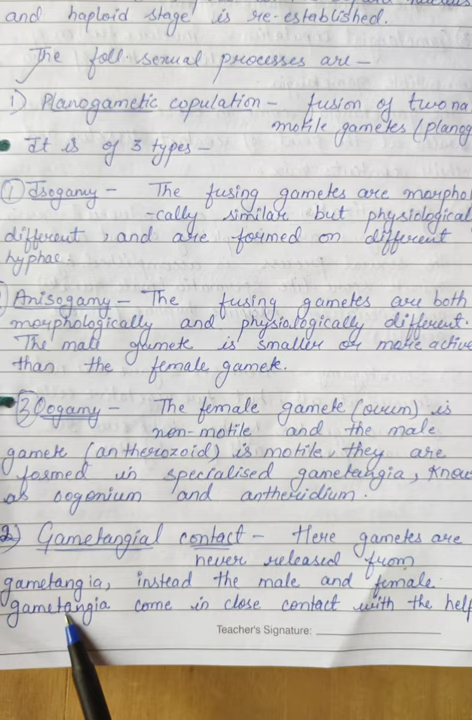 and haploid stage is re-established.
The foll. sexual processes are -
1) Planogametic copulation - fusion of two na
motile gametes (planog
It is of 3 types -
① Isogamy - The fusing gametes are morpho
-cally similar but physiological
different, and are formed on different
hyphae.
Anisogamy - The fusing gametes are both
morphologically and physiologically different.
The male gamete is smaller or more active
than the female gamete.
③ Oogamy - The female gamete (ovum) is
non-motile and the male
gamete (antherozoid) is motile, they are
formed in specialised gametangia, know
as oogonium and antheridium.
2) Gametangial contact - Here gametes are
never released from
gametangia, instead the male and female
gametangia come in close contact with the help
Teacher's Signature: